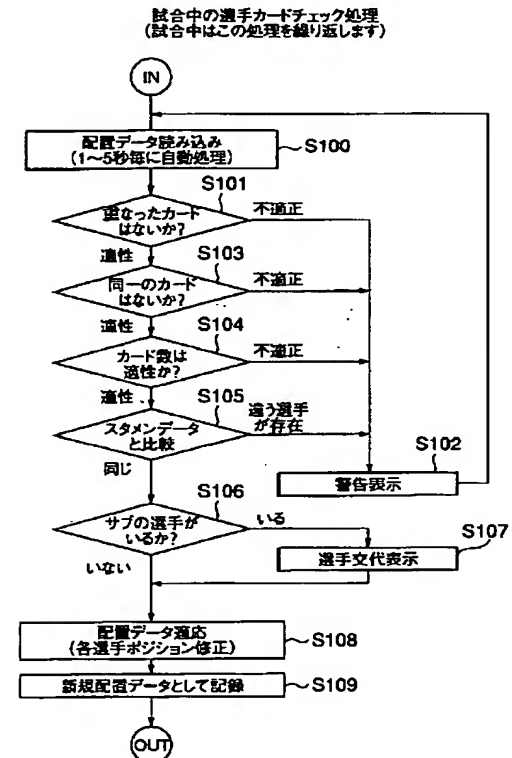 試合中の選手カードチェック処理
(試合中はこの処理を繰り返します)
IN
配置データ読み込み
(1～5秒毎に自動処理)
S100
S101
重なったカード
はないか?
不適正
適性
S103
同一のカード
はないか?
不適正
適性
S104
カード数は
適性か?
不適正
適性
S105
スタメンデータ
と比較
違う選手
が存在
同じ
S102
警告表示
S106
サブの選手が
いるか?
いる
S107
選手交代表示
いない
配置データ適応
(各選手ポジション修正)
S108
新規配置データとして記録
S109
OUT